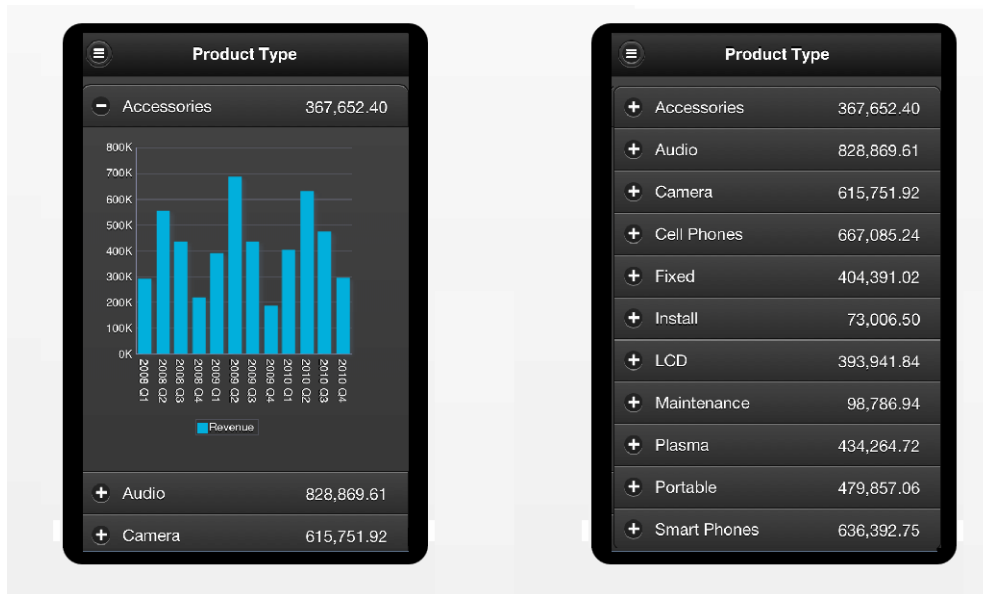 Product Type
Accessories 367,652.40
800K
700K
600K
500K
400K
300K
200K
100K
0K
2008 Q1
2008 Q2
2008 Q3
2008 Q4
2009 Q1
2009 Q2
2009 Q3
2009 Q4
2010 Q1
2010 Q2
2010 Q3
2010 Q4
Revenue
Audio 828,869.61
Camera 615,751.92
Product Type
Accessories 367,652.40
Audio 828,869.61
Camera 615,751.92
Cell Phones 667,085.24
Fixed 404,391.02
Install 73,006.50
LCD 393,941.84
Maintenance 98,786.94
Plasma 434,264.72
Portable 479,857.06
Smart Phones 636,392.75